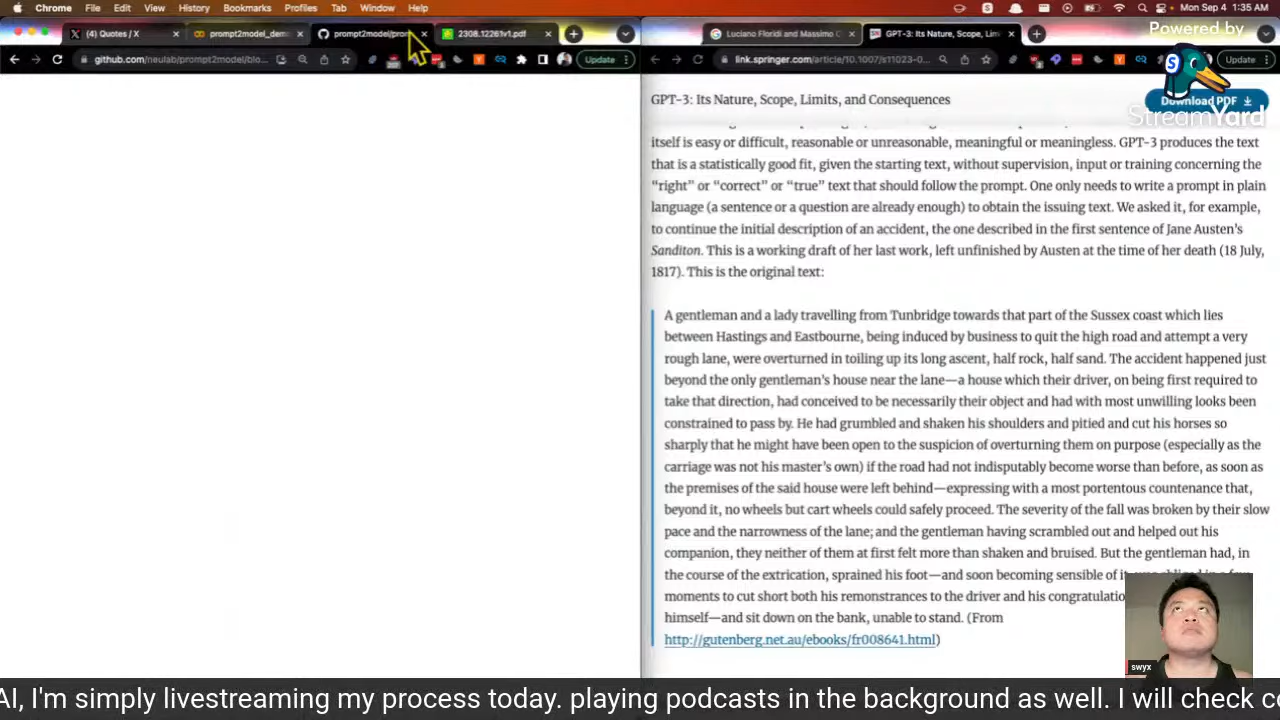 Chrome File Edit View History Bookmarks Profiles Tab Window Help
Mon Sep 4 1:35 AM
(4) Quotes / X
prompt2model_dem
prompt2model/prom
2308.12261v1.pdf
Luciano Floridi and Massimo C
GPT-3: Its Nature, Scope, Lim
github.com/neulab/prompt2model/blo...
Update
link.springer.com/article/10.1007/s11023-0...
Update
Powered by
StreamYard
GPT-3: Its Nature, Scope, Limits, and Consequences
Download PDF
itself is easy or difficult, reasonable or unreasonable, meaningful or meaningless. GPT-3 produces the text
that is a statistically good fit, given the starting text, without supervision, input or training concerning the
“right” or “correct” or “true” text that should follow the prompt. One only needs to write a prompt in plain
language (a sentence or a question are already enough) to obtain the issuing text. We asked it, for example,
to continue the initial description of an accident, the one described in the first sentence of Jane Austen’s
Sanditon. This is a working draft of her last work, left unfinished by Austen at the time of her death (18 July,
1817). This is the original text:
A gentleman and a lady travelling from Tunbridge towards that part of the Sussex coast which lies
between Hastings and Eastbourne, being induced by business to quit the high road and attempt a very
rough lane, were overturned in toiling up its long ascent, half rock, half sand. The accident happened just
beyond the only gentleman’s house near the lane—a house which their driver, on being first required to
take that direction, had conceived to be necessarily their object and had with most unwilling looks been
constrained to pass by. He had grumbled and shaken his shoulders and pitied and cut his horses so
sharply that he might have been open to the suspicion of overturning them on purpose (especially as the
carriage was not his master’s own) if the road had not indisputably become worse than before, as soon as
the premises of the said house were left behind—expressing with a most portentous countenance that,
beyond it, no wheels but cart wheels could safely proceed. The severity of the fall was broken by their slow
pace and the narrowness of the lane; and the gentleman having scrambled out and helped out his
companion, they neither of them at first felt more than shaken and bruised. But the gentleman had, in
the course of the extrication, sprained his foot—and soon becoming sensible of
moments to cut short both his remonstrances to the driver and his congratulatio
himself—and sit down on the bank, unable to stand. (From
http://gutenberg.net.au/ebooks/fr008641.html)
swyx
AI, I'm simply livestreaming my process today. playing podcasts in the background as well. I will check c